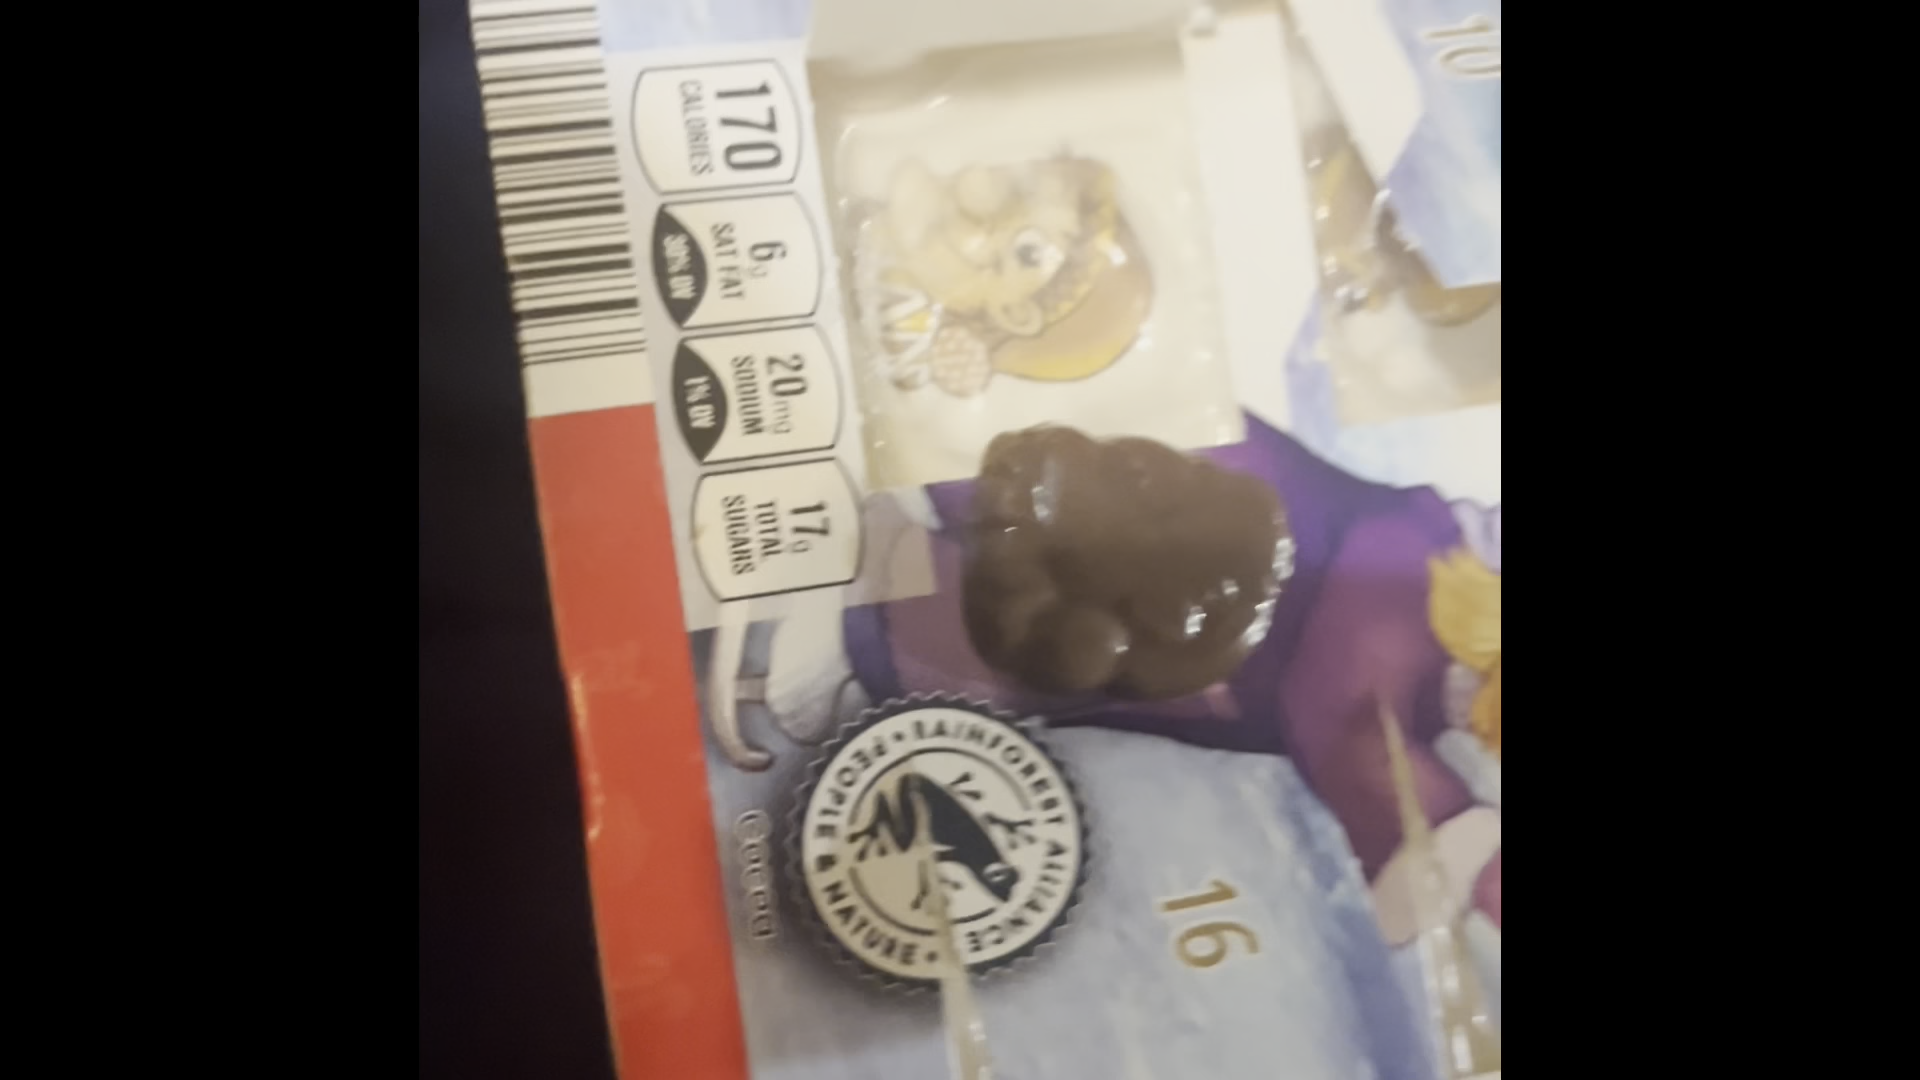 170
CALORIES
6g
SAT FAT
30% DV
20mg
SODIUM
1% DV
17g
TOTAL
SUGARS
RAINFOREST ALLIANCE
• PEOPLE & NATURE •
Cocoa
16
10